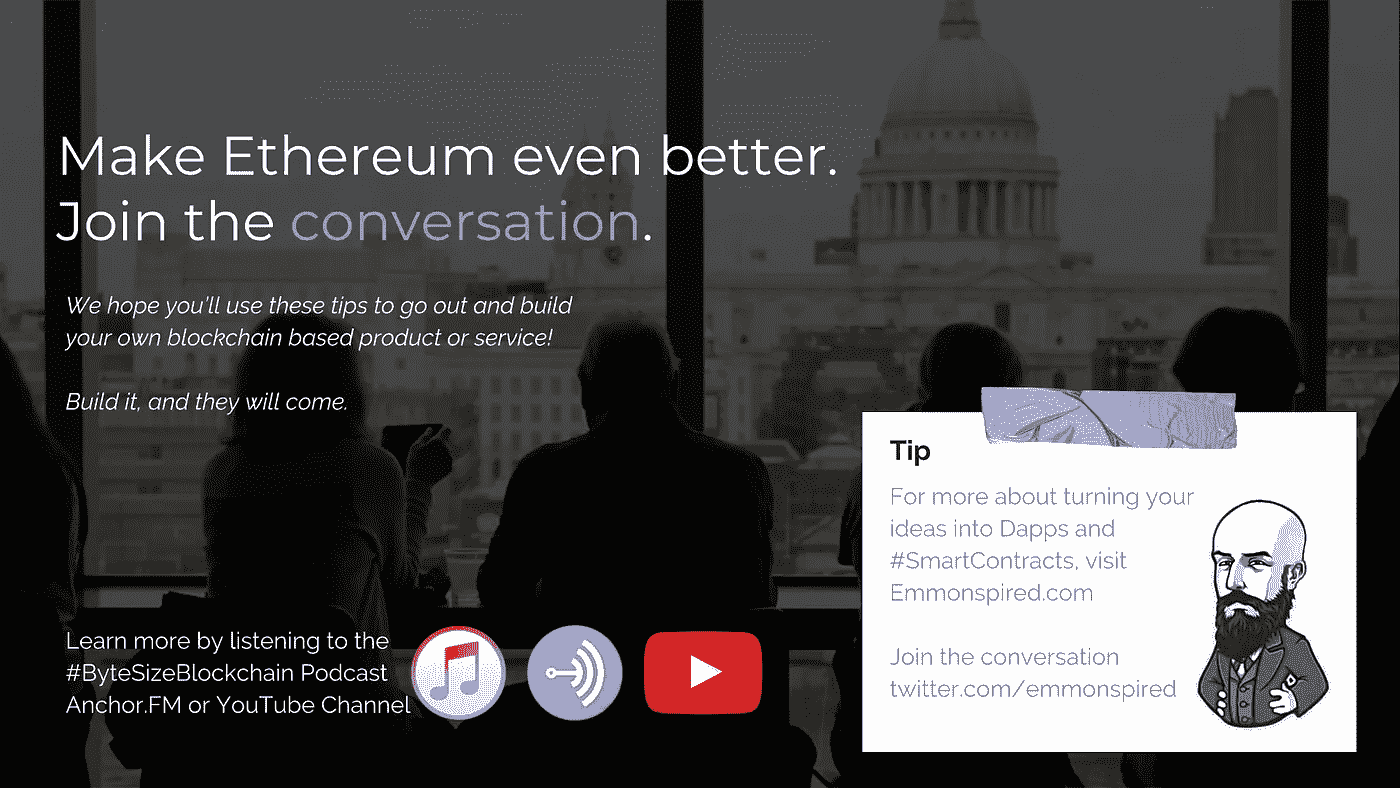 Make Ethereum even better.
Join the conversation.
We hope you'll use these tips to go out and build
your own blockchain based product or service!
Build it, and they will come.
Learn more by listening to the
#ByteSizeBlockchain Podcast
Anchor.FM or YouTube Channel
Tip
For more about turning your
ideas into Dapps and
#SmartContracts, visit
Emmonspired.com
Join the conversation
twitter.com/emmonspired